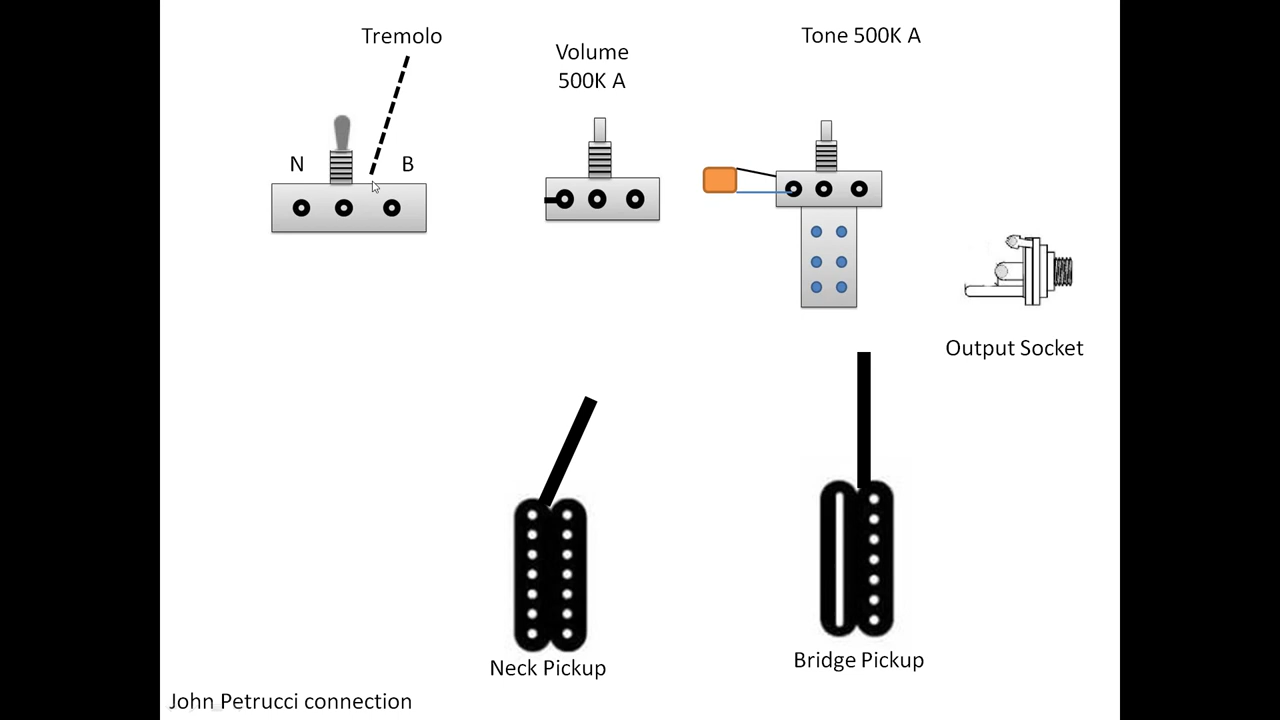 Tremolo
Volume
500K A
Tone 500K A
N
B
Output Socket
Neck Pickup
Bridge Pickup
John Petrucci connection